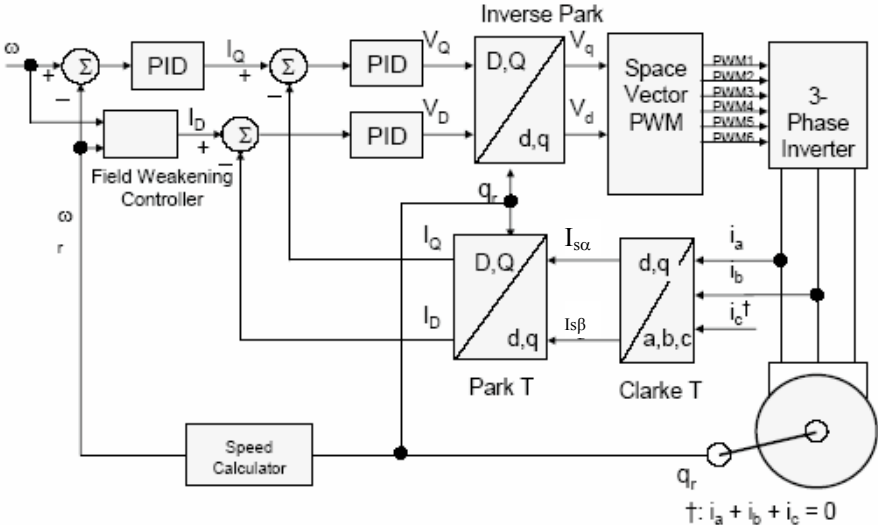 Inverse Park
ω
+
Σ
−
PID
I_Q
+
Σ
−
PID
V_Q
D,Q
d,q
V_q
V_d
Space
Vector
PWM
PWM1
PWM2
PWM3
PWM4
PWM5
PWM6
3-
Phase
Inverter
I_D
+
Σ
−
PID
V_D
Field Weakening
Controller
ω
r
q_r
I_Q
I_D
D,Q
d,q
Park T
I_sα
Isβ
d,q
a,b,c
Clarke T
i_a
i_b
i_c†
Speed
Calculator
q_r
†: i_a + i_b + i_c = 0